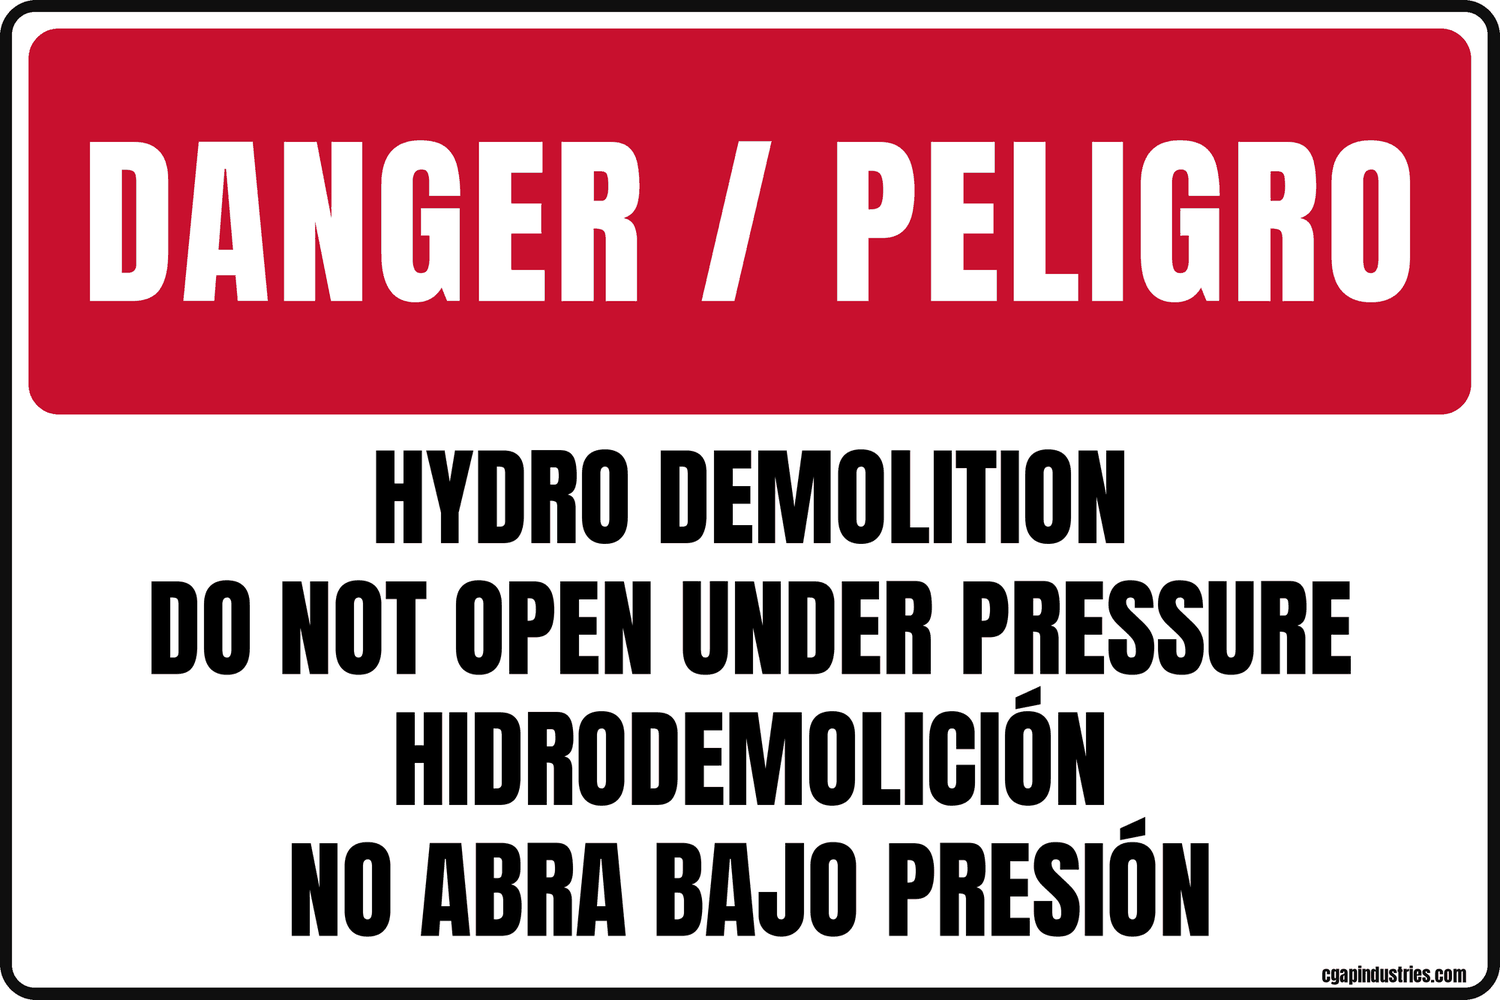 DANGER / PELIGRO
HYDRO DEMOLITION
DO NOT OPEN UNDER PRESSURE
HIDRODEMOLICIÓN
NO ABRA BAJO PRESIÓN
cgapindustries.com